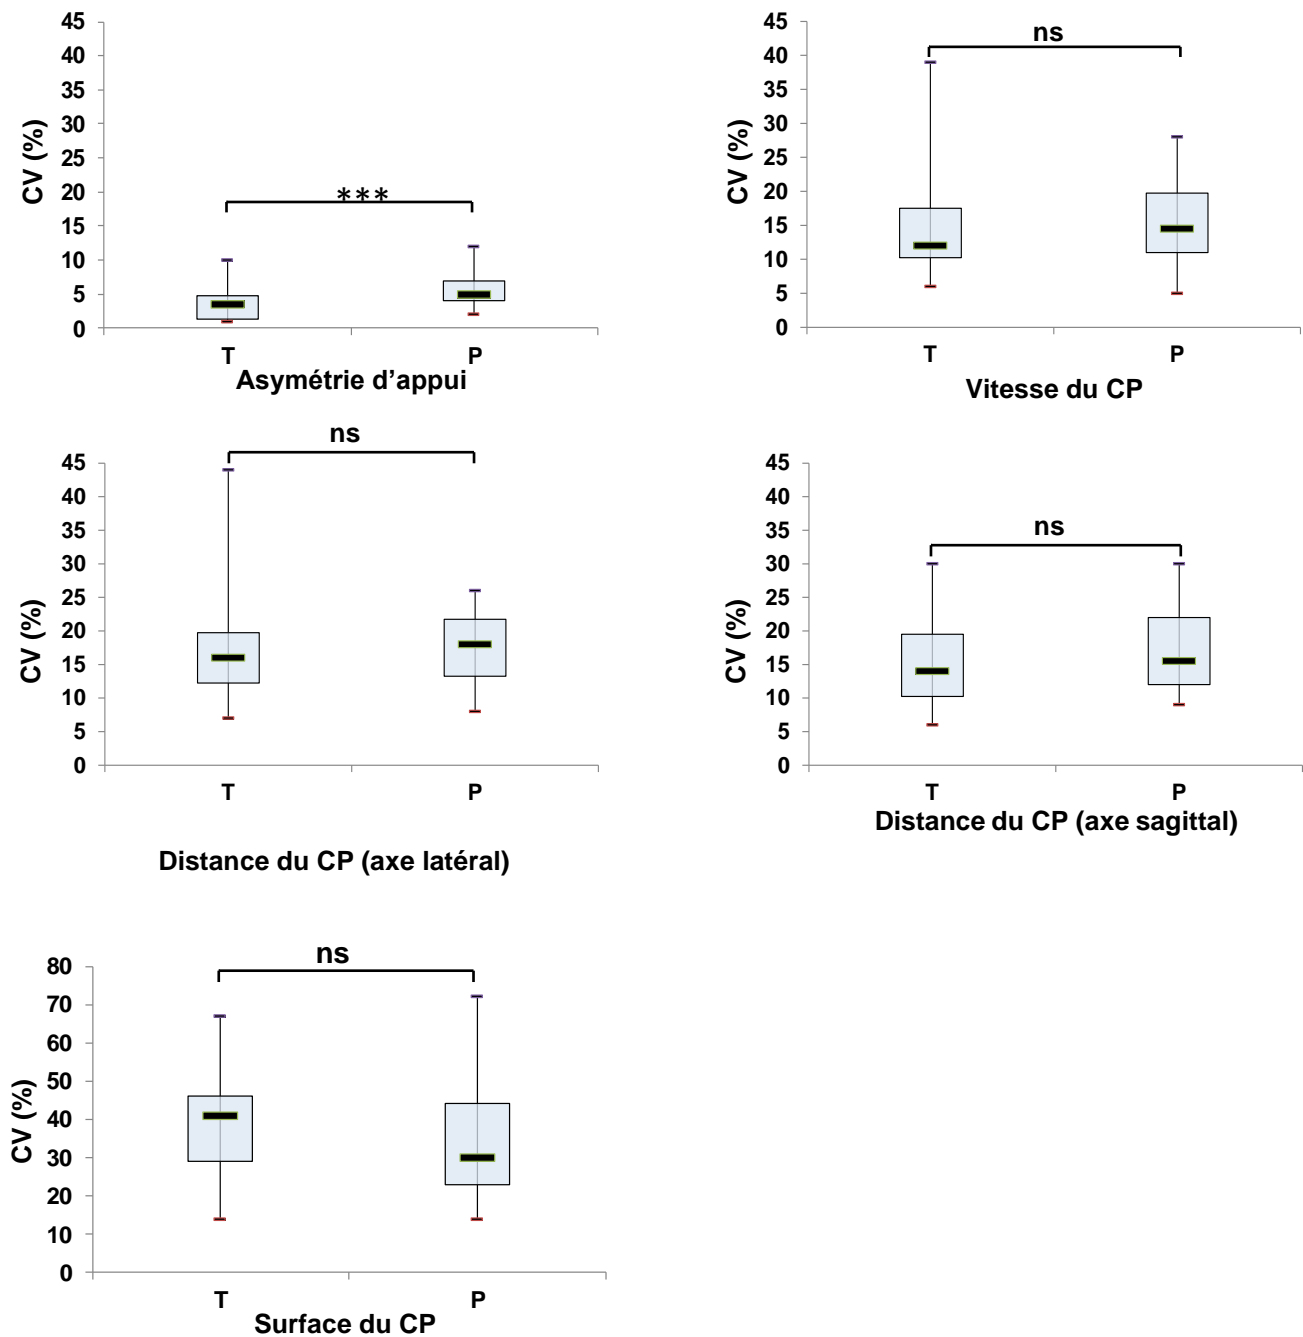 45
40
35
30
25
20
15
10
5
0
CV (%)
***
T P
Asymétrie d’appui
45
40
35
30
25
20
15
10
5
0
CV (%)
ns
T P
Vitesse du CP
ns
45
40
35
30
25
20
15
10
5
0
CV (%)
T P
Distance du CP (axe latéral)
45
40
35
30
25
20
15
10
5
0
CV (%)
ns
T P
Distance du CP (axe sagittal)
ns
80
70
60
50
40
30
20
10
0
CV (%)
T P
Surface du CP